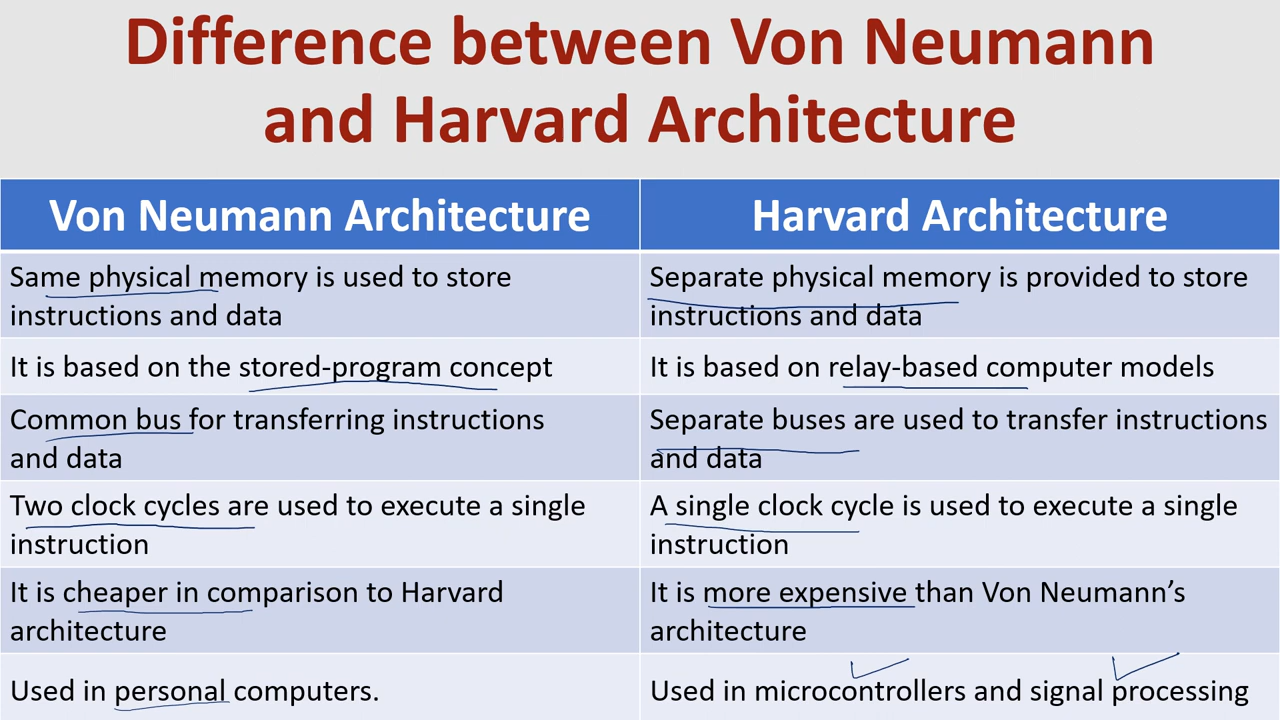 Difference between Von Neumann
and Harvard Architecture
Von Neumann Architecture
Harvard Architecture
Same physical memory is used to store
instructions and data
Separate physical memory is provided to store
instructions and data
It is based on the stored-program concept
It is based on relay-based computer models
Common bus for transferring instructions
and data
Separate buses are used to transfer instructions
and data
Two clock cycles are used to execute a single
instruction
A single clock cycle is used to execute a single
instruction
It is cheaper in comparison to Harvard
architecture
It is more expensive than Von Neumann’s
architecture
Used in personal computers.
Used in microcontrollers and signal processing